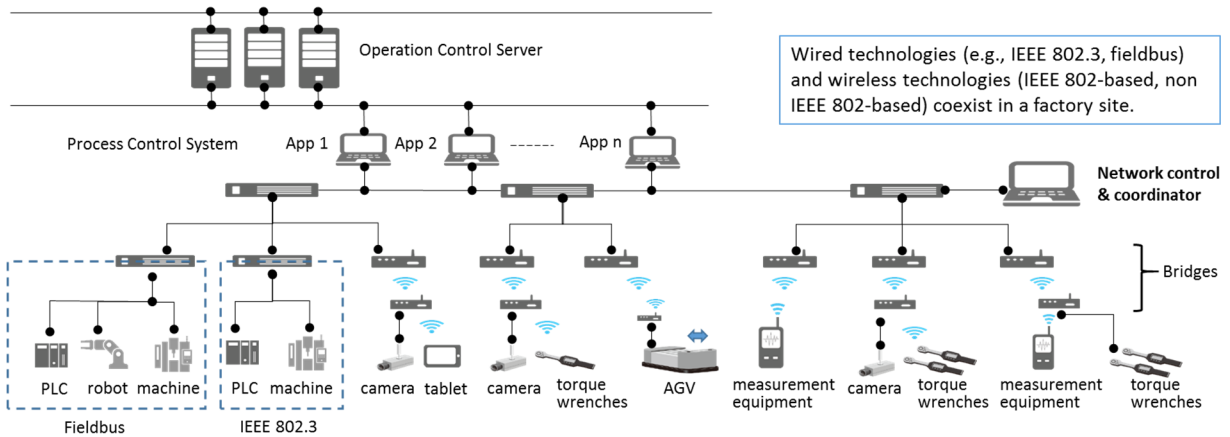 Operation Control Server
Wired technologies (e.g., IEEE 802.3, fieldbus)
and wireless technologies (IEEE 802-based, non
IEEE 802-based) coexist in a factory site.
Process Control System
App 1
App 2
App n
Network control
& coordinator
Bridges
PLC
robot
machine
PLC
machine
camera
tablet
camera
torque
wrenches
AGV
measurement
equipment
camera
torque
wrenches
measurement
equipment
torque
wrenches
Fieldbus
IEEE 802.3